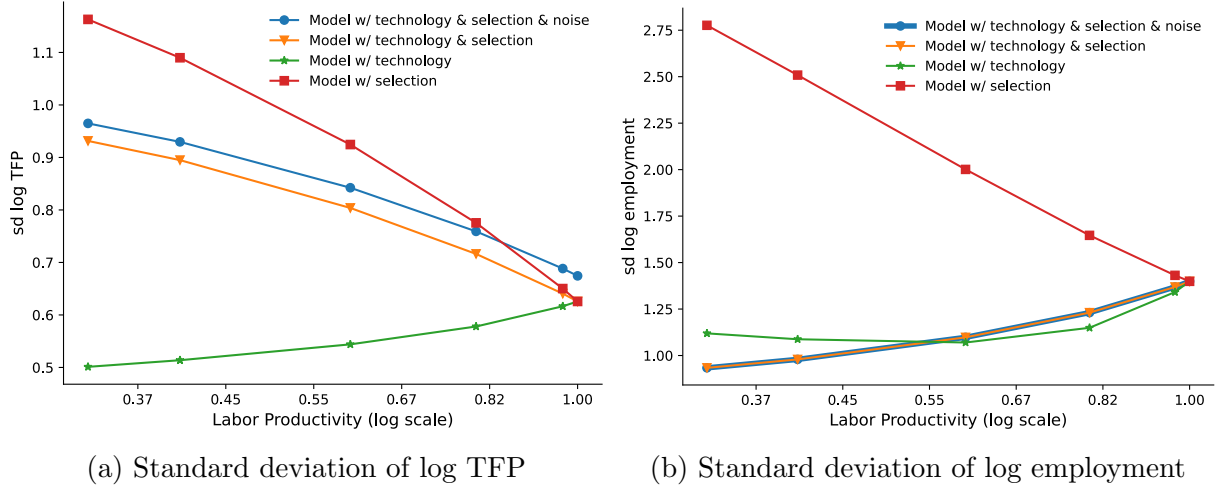 1.1
1.0
0.9
0.8
0.7
0.6
0.5
sd log TFP
Model w/ technology & selection & noise
Model w/ technology & selection
Model w/ technology
Model w/ selection
0.37 0.45 0.55 0.67 0.82 1.00
Labor Productivity (log scale)
(a) Standard deviation of log TFP
2.75
2.50
2.25
2.00
1.75
1.50
1.25
1.00
sd log employment
Model w/ technology & selection & noise
Model w/ technology & selection
Model w/ technology
Model w/ selection
0.37 0.45 0.55 0.67 0.82 1.00
Labor Productivity (log scale)
(b) Standard deviation of log employment